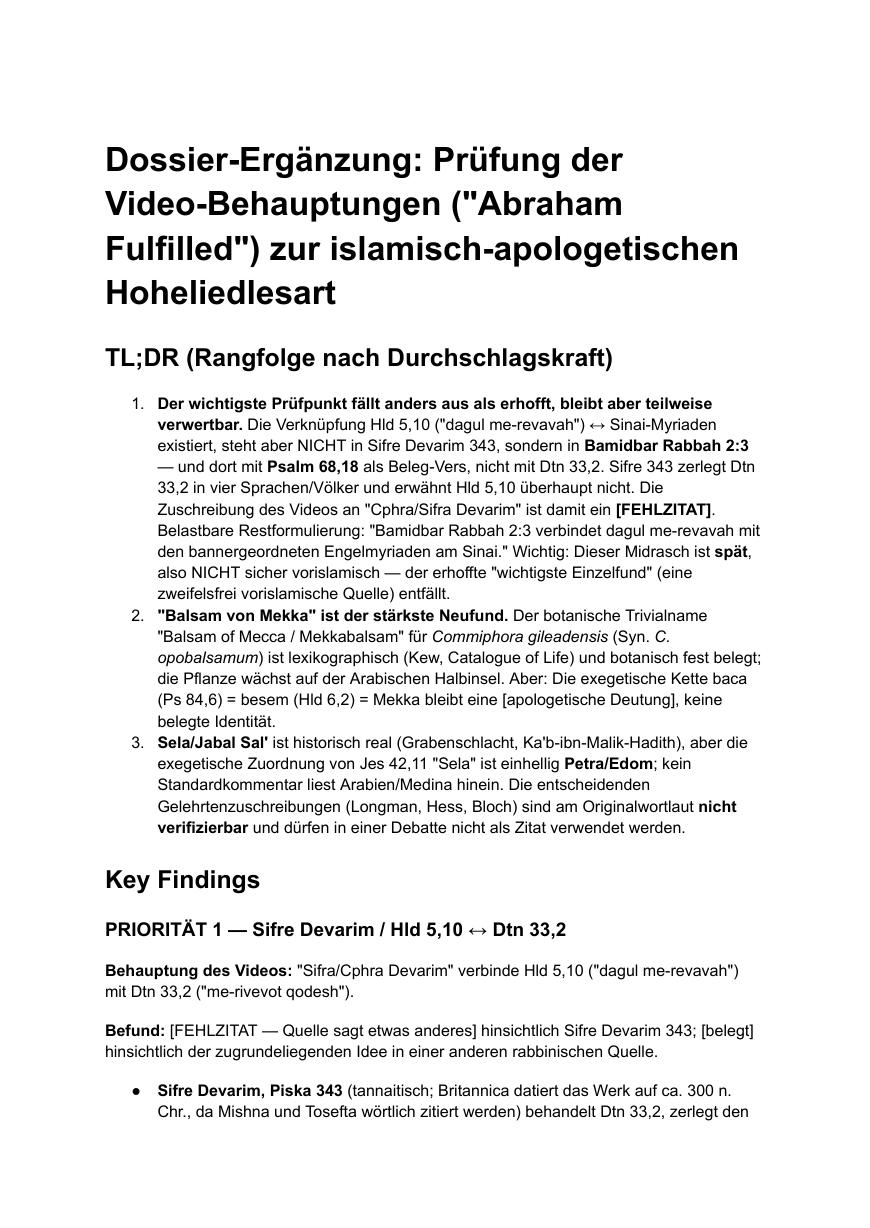 Dossier-Ergänzung: Prüfung der
Video-Behauptungen ("Abraham
Fulfilled") zur islamisch-apologetischen
Hoheliedlesart
TL;DR (Rangfolge nach Durchschlagskraft)
1. Der wichtigste Prüfpunkt fällt anders aus als erhofft, bleibt aber teilweise
verwertbar. Die Verknüpfung Hld 5,10 ("dagul me-revavah") ↔ Sinai-Myriaden
existiert, steht aber NICHT in Sifre Devarim 343, sondern in Bamidbar Rabbah 2:3
— und dort mit Psalm 68,18 als Beleg-Vers, nicht mit Dtn 33,2. Sifre 343 zerlegt Dtn
33,2 in vier Sprachen/Völker und erwähnt Hld 5,10 überhaupt nicht. Die
Zuschreibung des Videos an "Cphra/Sifra Devarim" ist damit ein [FEHLZITAT].
Belastbare Restformulierung: "Bamidbar Rabbah 2:3 verbindet dagul me-revavah mit
den bannergeordneten Engelmyriaden am Sinai." Wichtig: Dieser Midrasch ist spät,
also NICHT sicher vorislamisch — der erhoffte "wichtigste Einzelfund" (eine
zweifelsfrei vorislamische Quelle) entfällt.
2. "Balsam von Mekka" ist der stärkste Neufund. Der botanische Trivialname
"Balsam of Mecca / Mekkabalsam" für Commiphora gileadensis (Syn. C.
opobalsamum) ist lexikographisch (Kew, Catalogue of Life) und botanisch fest belegt;
die Pflanze wächst auf der Arabischen Halbinsel. Aber: Die exegetische Kette baca
(Ps 84,6) = besem (Hld 6,2) = Mekka bleibt eine [apologetische Deutung], keine
belegte Identität.
3. Sela/Jabal Sal' ist historisch real (Grabenschlacht, Ka'b-ibn-Malik-Hadith), aber die
exegetische Zuordnung von Jes 42,11 "Sela" ist einhellig Petra/Edom; kein
Standardkommentar liest Arabien/Medina hinein. Die entscheidenden
Gelehrtenzuschreibungen (Longman, Hess, Bloch) sind am Originalwortlaut nicht
verifizierbar und dürfen in einer Debatte nicht als Zitat verwendet werden.
Key Findings
PRIORITÄT 1 — Sifre Devarim / Hld 5,10 ↔ Dtn 33,2
Behauptung des Videos: "Sifra/Cphra Devarim" verbinde Hld 5,10 ("dagul me-revavah")
mit Dtn 33,2 ("me-rivevot qodesh").
Befund: [FEHLZITAT — Quelle sagt etwas anderes] hinsichtlich Sifre Devarim 343; [belegt]
hinsichtlich der zugrundeliegenden Idee in einer anderen rabbinischen Quelle.
● Sifre Devarim, Piska 343 (tannaitisch; Britannica datiert das Werk auf ca. 300 n.
Chr., da Mishna und Tosefta wörtlich zitiert werden) behandelt Dtn 33,2, zerlegt den